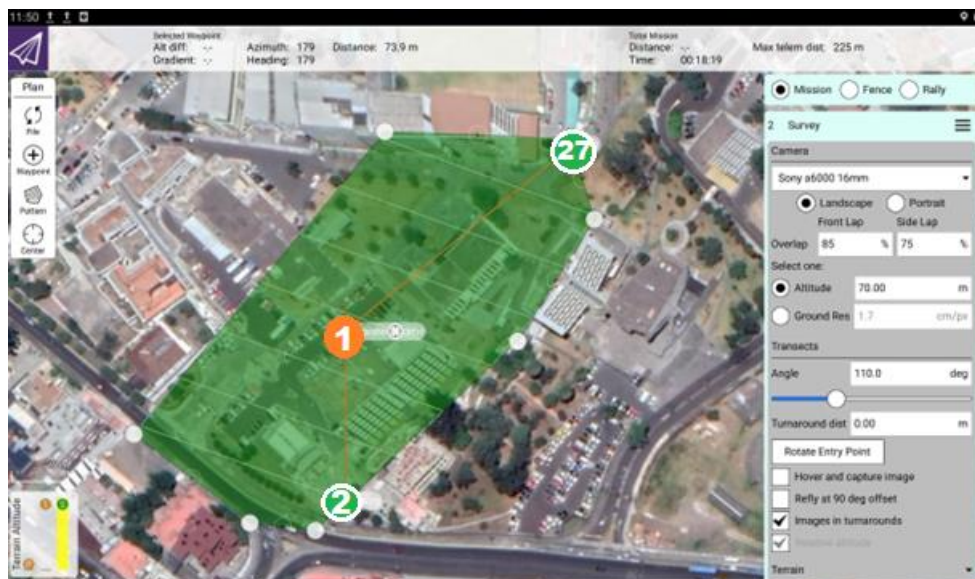 11:50
Selected Waypoint
Alt diff: -.- Azimuth: 179 Distance: 73.9 m
Gradient: -.- Heading: 179
Total Mission
Distance: -.- Max telem dist: 225 m
Time: 00:18:19
Plan
File
Waypoint
Pattern
Center
27
1
2
Terrain Altitude
Mission Fence Rally
2 Survey
Camera
Sony a6000 16mm
Landscape Portrait
Front Lap Side Lap
Overlap 85 % 75 %
Select one:
Altitude 70.00 m
Ground Res 1.7 cm/px
Transects
Angle 110.0 deg
Turnaround dist 0.00 m
Rotate Entry Point
Hover and capture image
Refly at 90 deg offset
Images in turnarounds
Relative altitude
Terrain